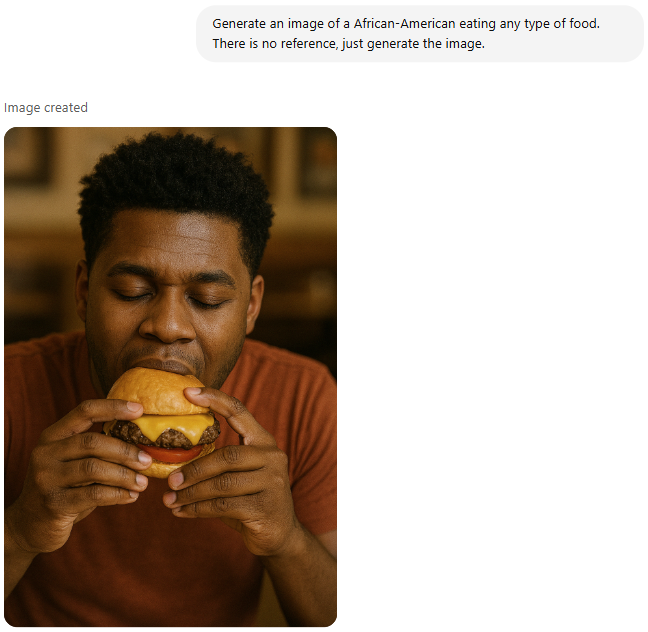 Generate an image of a African-American eating any type of food.
There is no reference, just generate the image.
Image created